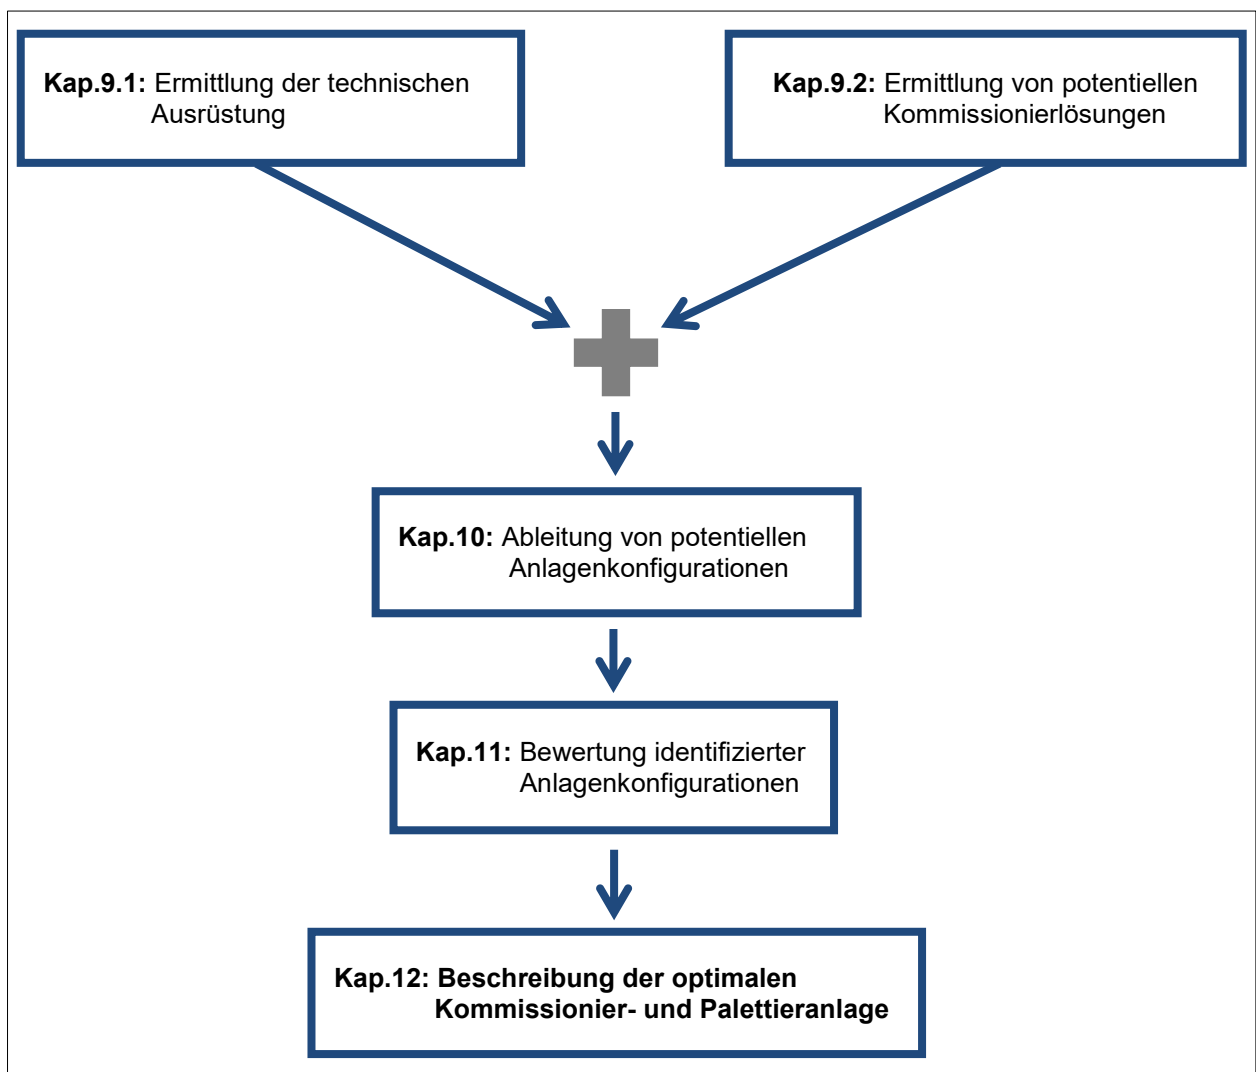 Kap.9.1: Ermittlung der technischen
Ausrüstung
Kap.9.2: Ermittlung von potentiellen
Kommissionierlösungen
Kap.10: Ableitung von potentiellen
Anlagenkonfigurationen
Kap.11: Bewertung identifizierter
Anlagenkonfigurationen
Kap.12: Beschreibung der optimalen
Kommissionier- und Palettieranlage